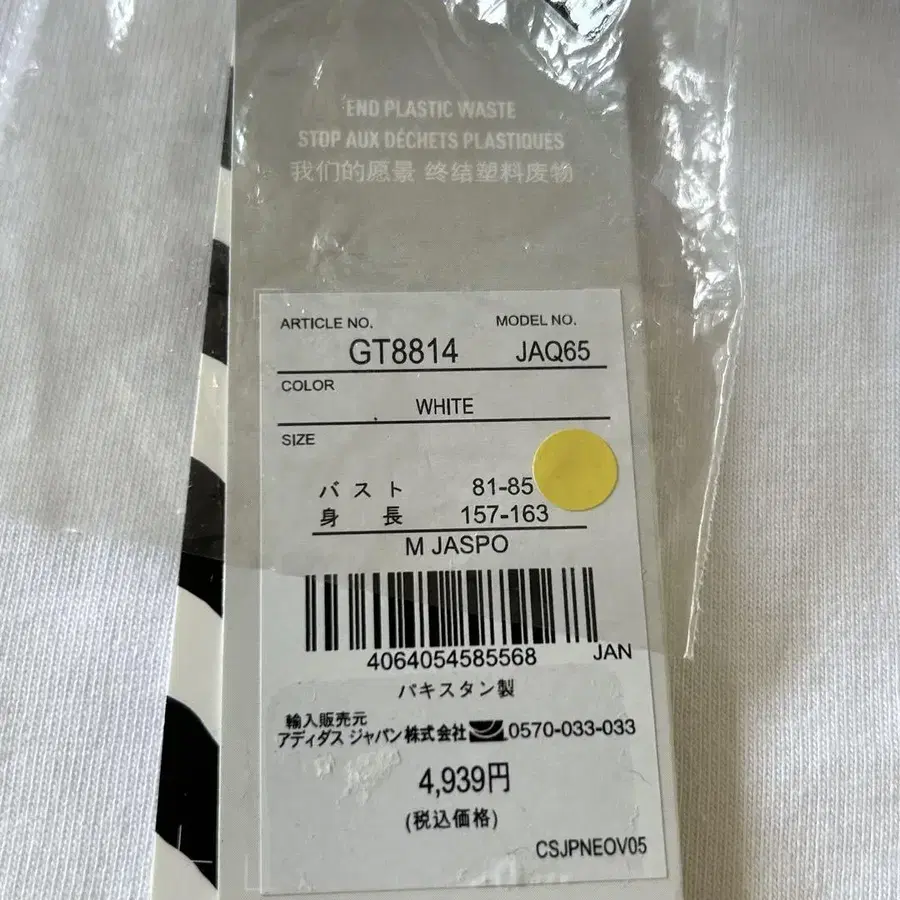 END PLASTIC WASTE
STOP AUX DÉCHETS PLASTIQUES
我们的愿景 终结塑料废物
ARTICLE NO. MODEL NO.
GT8814 JAQ65
COLOR
WHITE
SIZE
バスト 81-85
身長 157-163
M JASPO
4064054585568 JAN
パキスタン製
輸入販売元
アディダス ジャパン株式会社 0570-033-033
4,939円
(税込価格)
CSJPNEOV05